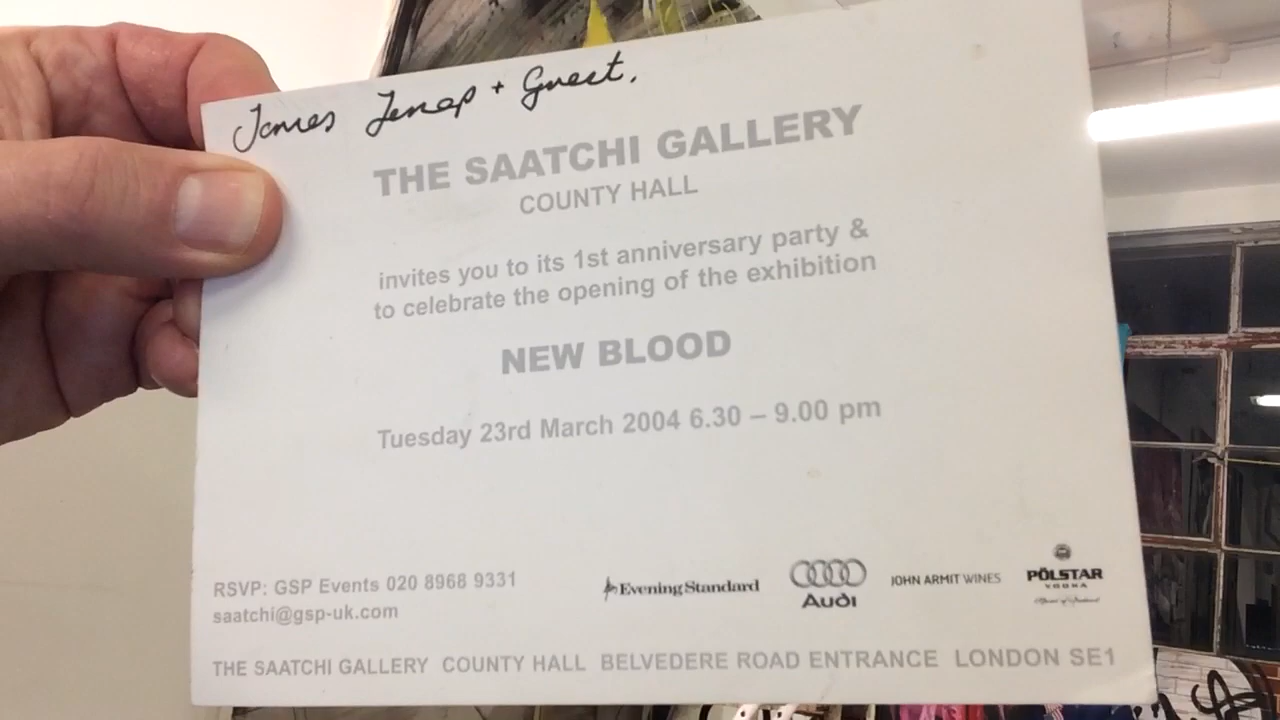 James Jenap + Guest.
THE SAATCHI GALLERY
COUNTY HALL
invites you to its 1st anniversary party &
to celebrate the opening of the exhibition
NEW BLOOD
Tuesday 23rd March 2004 6.30 – 9.00 pm
RSVP: GSP Events 020 8968 9331
saatchi@gsp-uk.com
Evening Standard
Audi
JOHN ARMIT WINES
PÖLSTAR
VODKA
THE SAATCHI GALLERY COUNTY HALL BELVEDERE ROAD ENTRANCE LONDON SE1